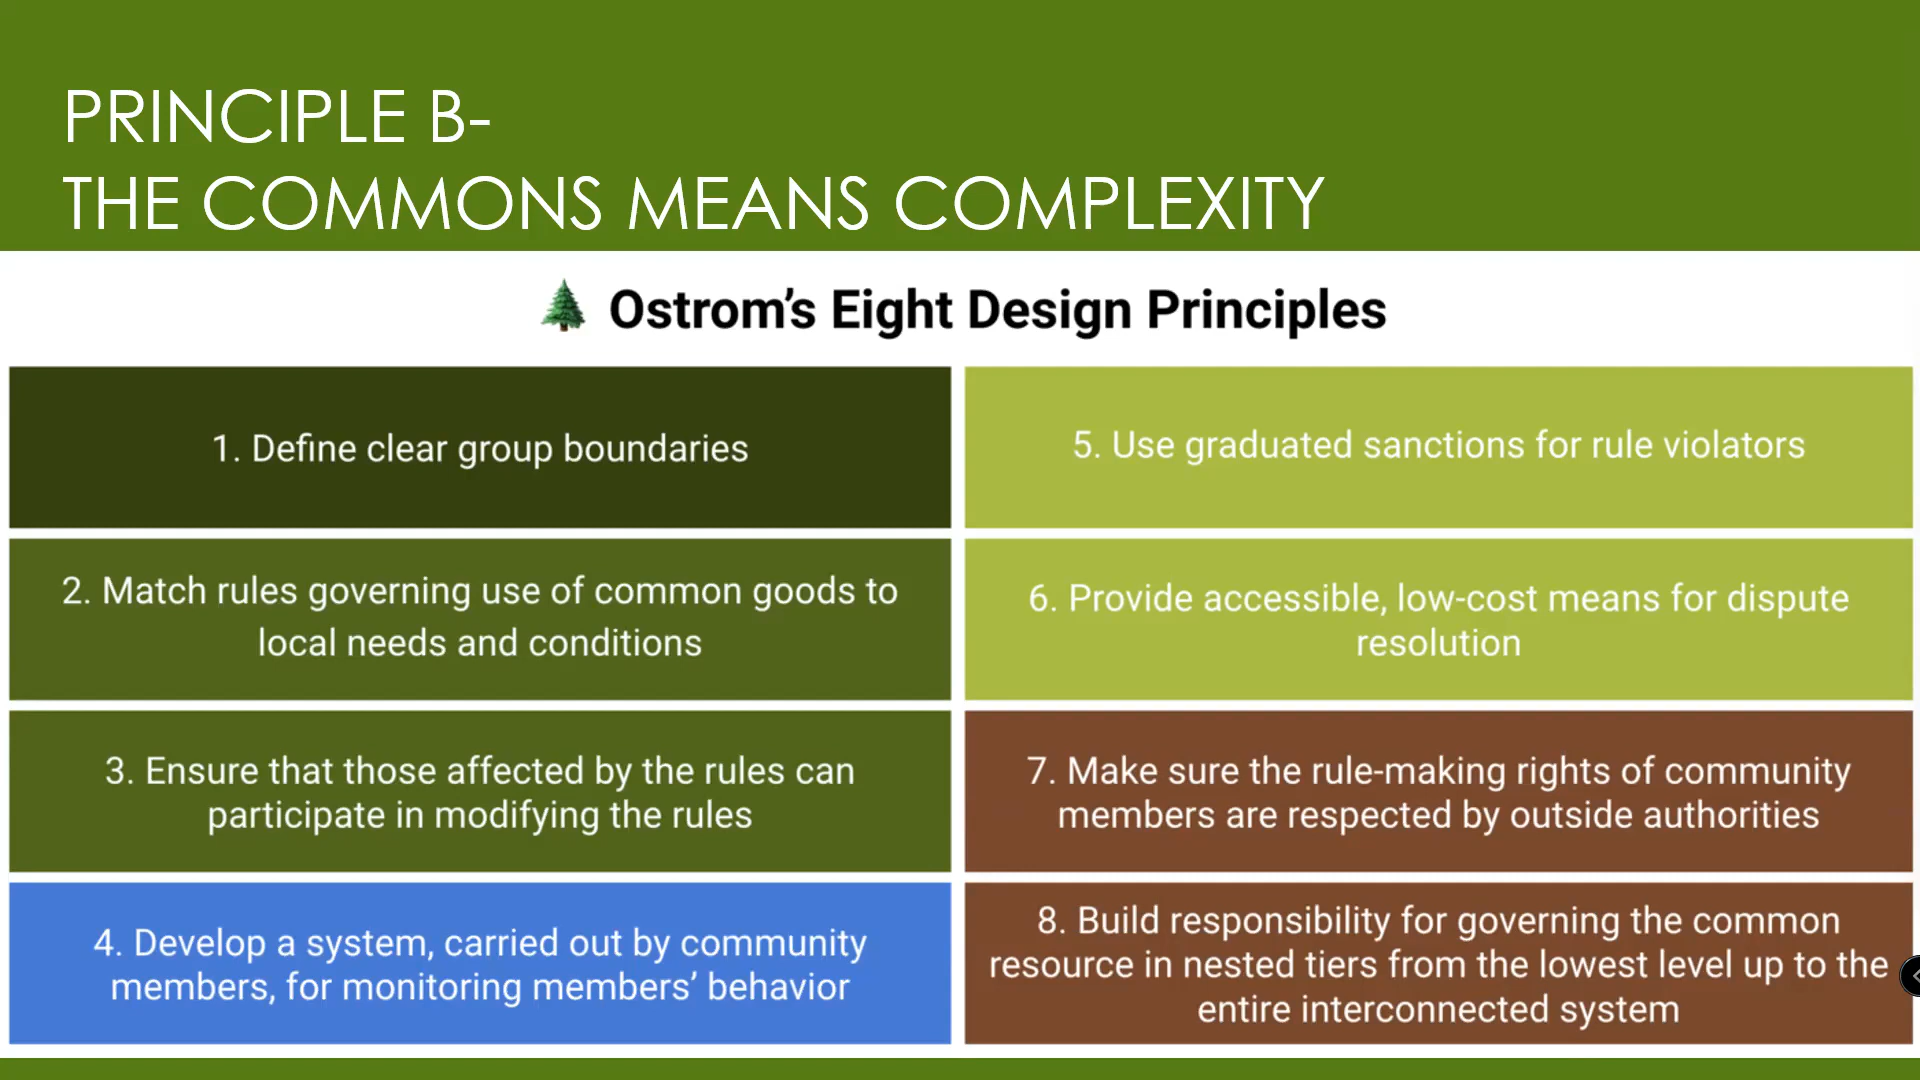 PRINCIPLE B-
THE COMMONS MEANS COMPLEXITY
Ostrom’s Eight Design Principles
1. Define clear group boundaries
2. Match rules governing use of common goods to
local needs and conditions
3. Ensure that those affected by the rules can
participate in modifying the rules
4. Develop a system, carried out by community
members, for monitoring members’ behavior
5. Use graduated sanctions for rule violators
6. Provide accessible, low-cost means for dispute
resolution
7. Make sure the rule-making rights of community
members are respected by outside authorities
8. Build responsibility for governing the common
resource in nested tiers from the lowest level up to the
entire interconnected system